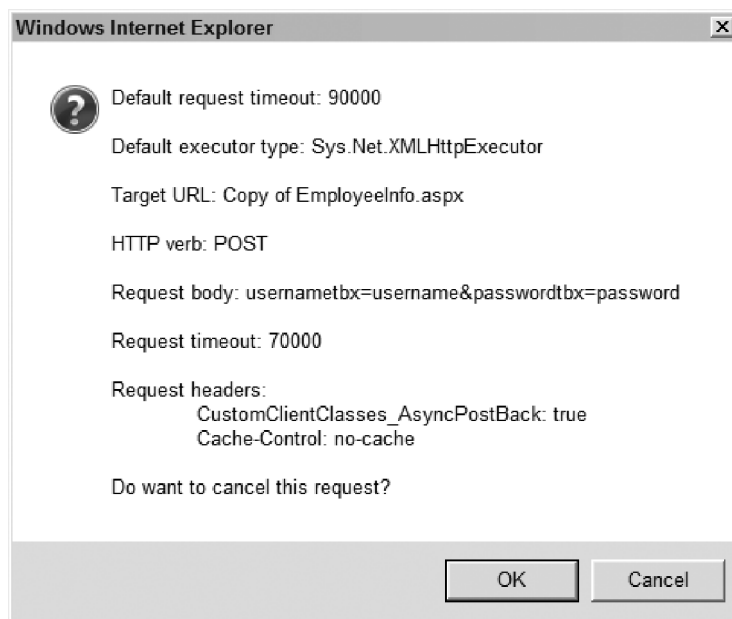 Windows Internet Explorer
Default request timeout: 90000
Default executor type: Sys.Net.XMLHttpExecutor
Target URL: Copy of EmployeeInfo.aspx
HTTP verb: POST
Request body: usernametbx=username&passwordtbx=password
Request timeout: 70000
Request headers:
CustomClientClasses_AsyncPostBack: true
Cache-Control: no-cache
Do want to cancel this request?
OK Cancel